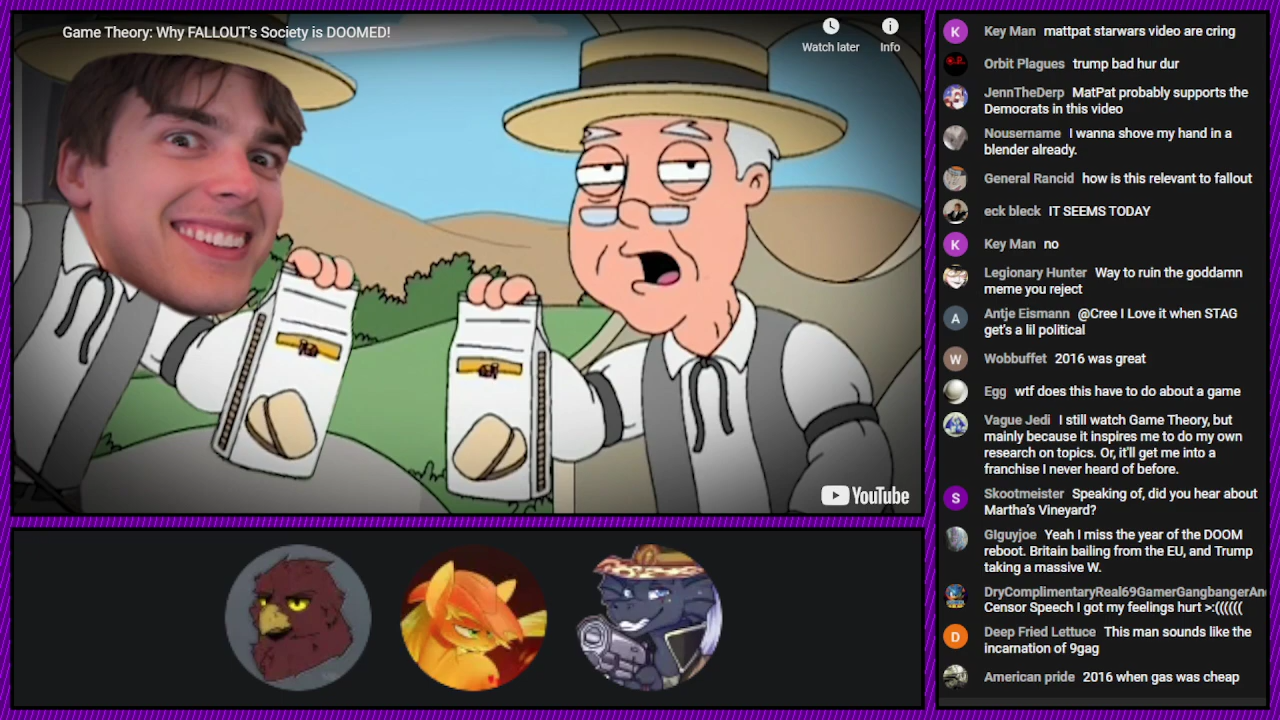 Game Theory: Why FALLOUT's Society is DOOMED!
Watch later
Info
YouTube
K
Key Man mattpat starwars video are cring
O.P.
Orbit Plagues trump bad hur dur
JennTheDerp MatPat probably supports the
Democrats in this video
Nousername I wanna shove my hand in a
blender already.
General Rancid how is this relevant to fallout
eck bleck IT SEEMS TODAY
K
Key Man no
Legionary Hunter Way to ruin the goddamn
meme you reject
A
Antje Eismann @Cree I Love it when STAG
get's a lil political
W
Wobbuffet 2016 was great
Egg wtf does this have to do about a game
Vague Jedi I still watch Game Theory, but
mainly because it inspires me to do my own
research on topics. Or, it'll get me into a
franchise I never heard of before.
S
Skootmeister Speaking of, did you hear about
Martha's Vineyard?
GIguyjoe Yeah I miss the year of the DOOM
reboot. Britain bailing from the EU, and Trump
taking a massive W.
DryComplimentaryReal69GamerGangbangerAn
Censor Speech I got my feelings hurt >:((((((
D
Deep Fried Lettuce This man sounds like the
incarnation of 9gag
American pride 2016 when gas was cheap